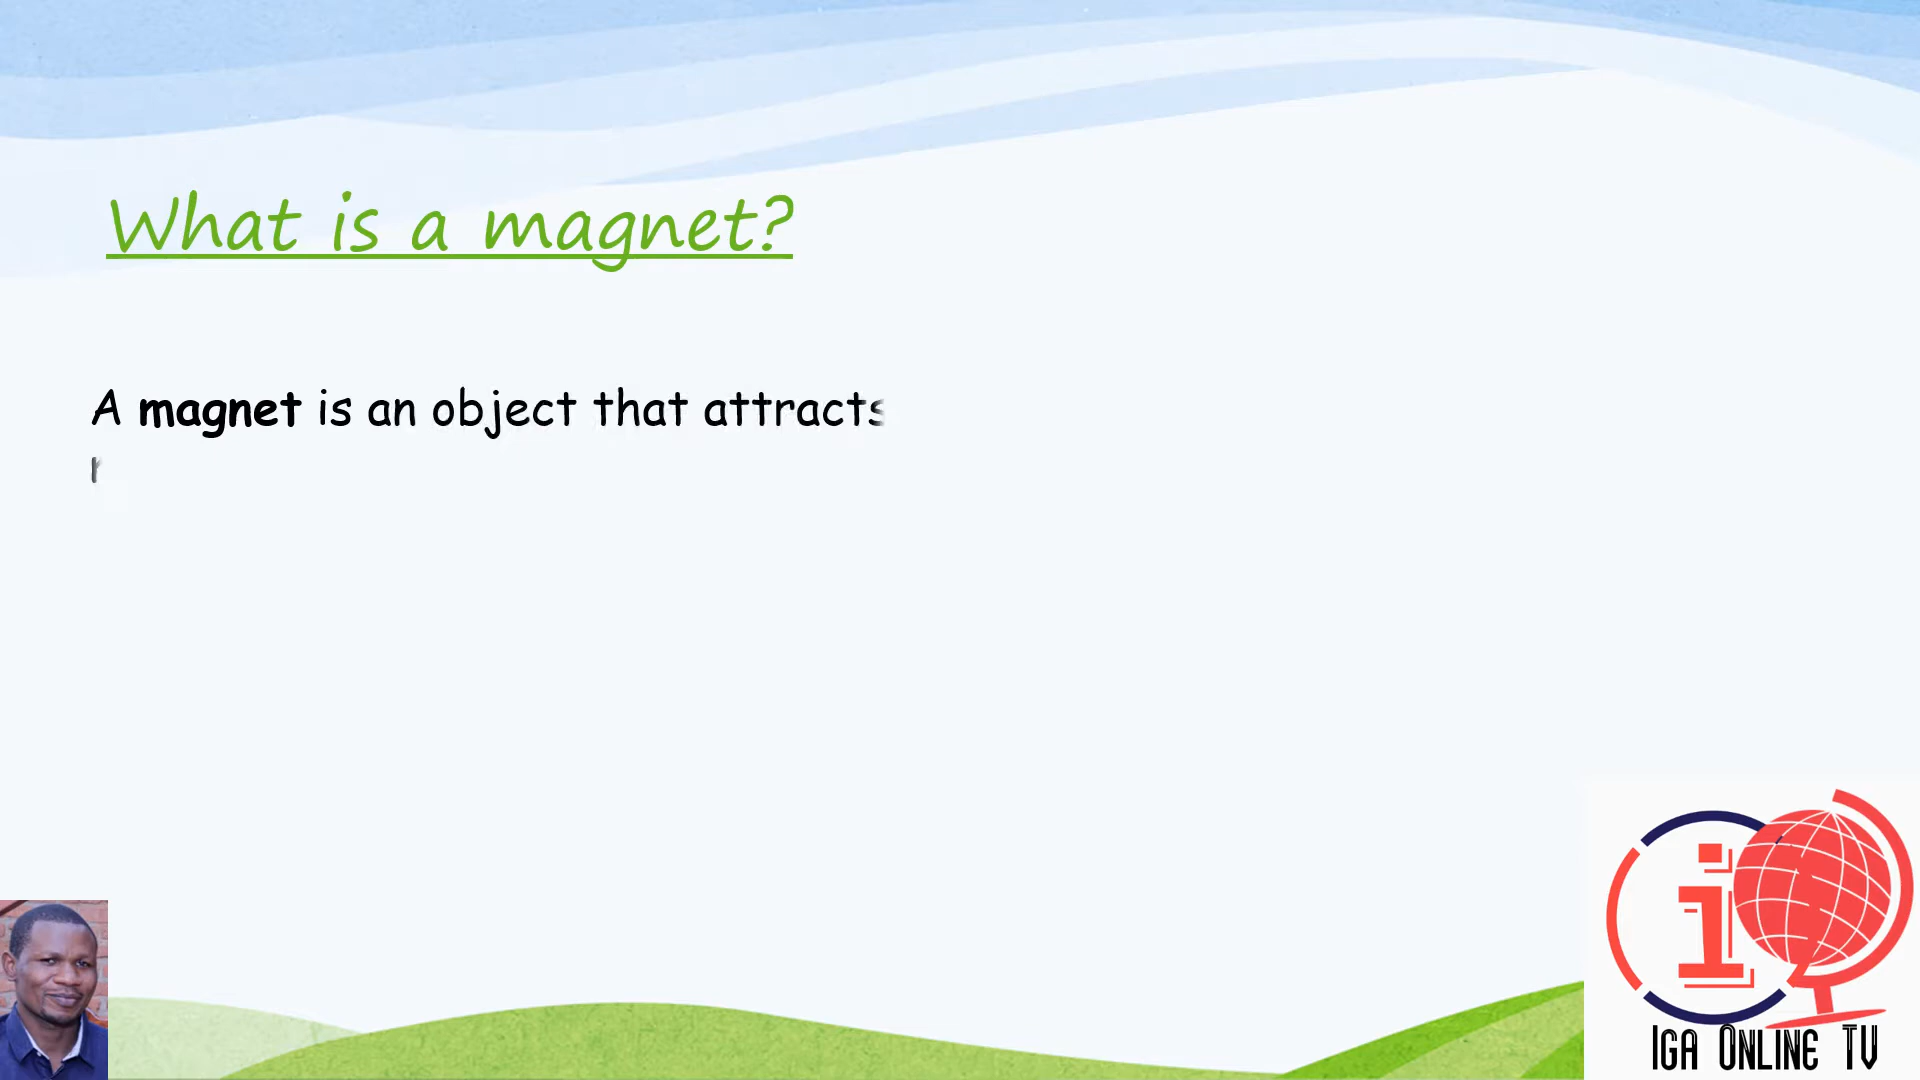 What is a magnet?
A magnet is an object that attracts
IGA ONLINE TV